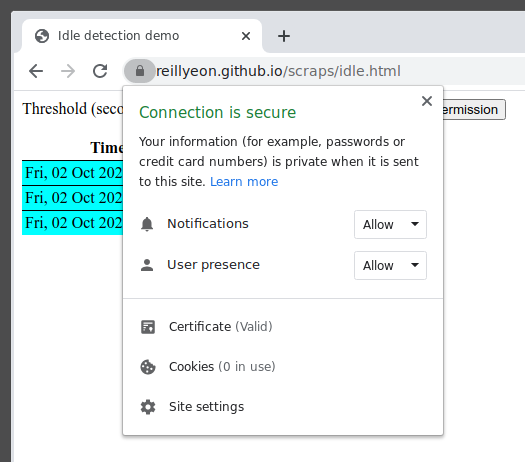 Idle detection demo
reillyeon.github.io/scraps/idle.html
Threshold (seco
ermission
Connection is secure
Your information (for example, passwords or
credit card numbers) is private when it is sent
to this site. Learn more
Time
Fri, 02 Oct 202
Fri, 02 Oct 202
Fri, 02 Oct 202
Notifications Allow
User presence Allow
Certificate (Valid)
Cookies (0 in use)
Site settings